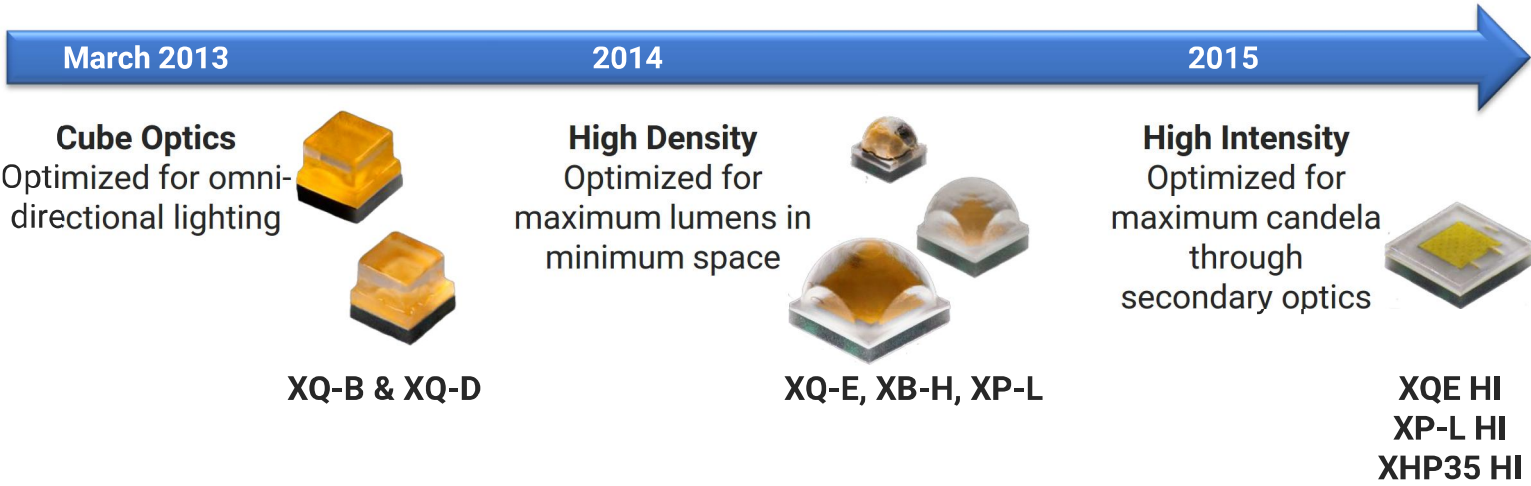 March 2013
2014
2015
Cube Optics
Optimized for omni-
directional lighting
XQ-B & XQ-D
High Density
Optimized for
maximum lumens in
minimum space
XQ-E, XB-H, XP-L
High Intensity
Optimized for
maximum candela
through
secondary optics
XQE HI
XP-L HI
XHP35 HI